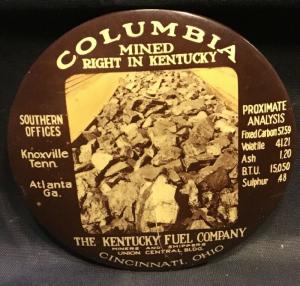 COLUMBIA
MINED
RIGHT IN KENTUCKY
SOUTHERN
OFFICES
Knoxville
Tenn.
Atlanta
Ga.
PROXIMATE
ANALYSIS
Fixed Carbon 57.59
Volatile 41.21
Ash 1.20
B.T.U. 15,050
Sulphur .48
THE KENTUCKY FUEL COMPANY
MINERS AND SHIPPERS
UNION CENTRAL BLDG.
CINCINNATI, OHIO